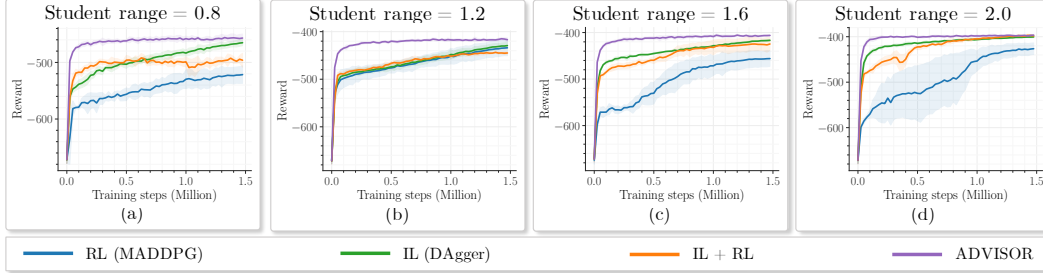 Student range = 0.8
−500
−600
Reward
0.0
0.5
1.0
1.5
Training steps (Million)
(a)
Student range = 1.2
−400
−500
−600
Reward
0.0
0.5
1.0
1.5
Training steps (Million)
(b)
Student range = 1.6
−400
−500
−600
Reward
0.0
0.5
1.0
1.5
Training steps (Million)
(c)
Student range = 2.0
−400
−500
−600
Reward
0.0
0.5
1.0
1.5
Training steps (Million)
(d)
RL (MADDPG)
IL (DAgger)
IL + RL
ADVISOR